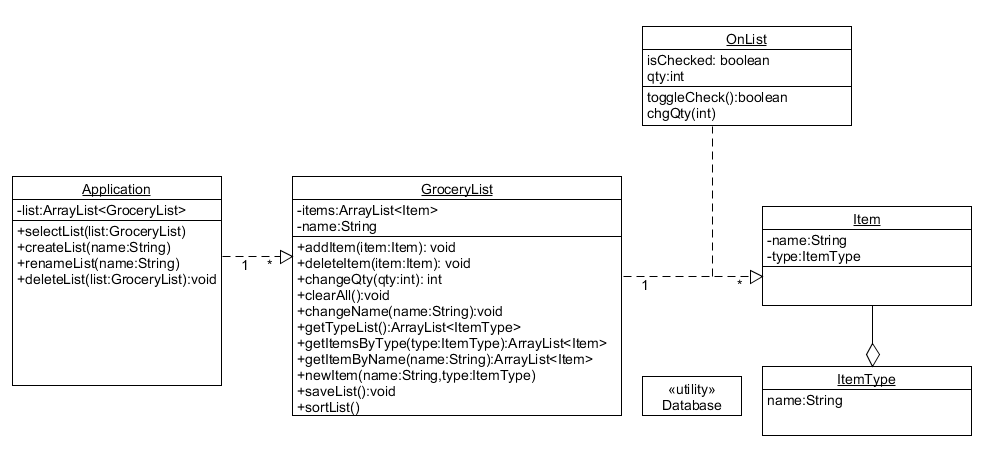 OnList
isChecked: boolean
qty:int
toggleCheck():boolean
chgQty(int)
Application
-list:ArrayList<GroceryList>
+selectList(list:GroceryList)
+createList(name:String)
+renameList(name:String)
+deleteList(list:GroceryList):void
1
*
GroceryList
-items:ArrayList<Item>
-name:String
+addItem(item:Item): void
+deleteItem(item:Item): void
+changeQty(qty:int): int
+clearAll():void
+changeName(name:String):void
+getTypeList():ArrayList<ItemType>
+getItemsByType(type:ItemType):ArrayList<Item>
+getItemByName(name:String):ArrayList<Item>
+newItem(name:String,type:ItemType)
+saveList():void
+sortList()
1
*
Item
-name:String
-type:ItemType
«utility»
Database
ItemType
name:String